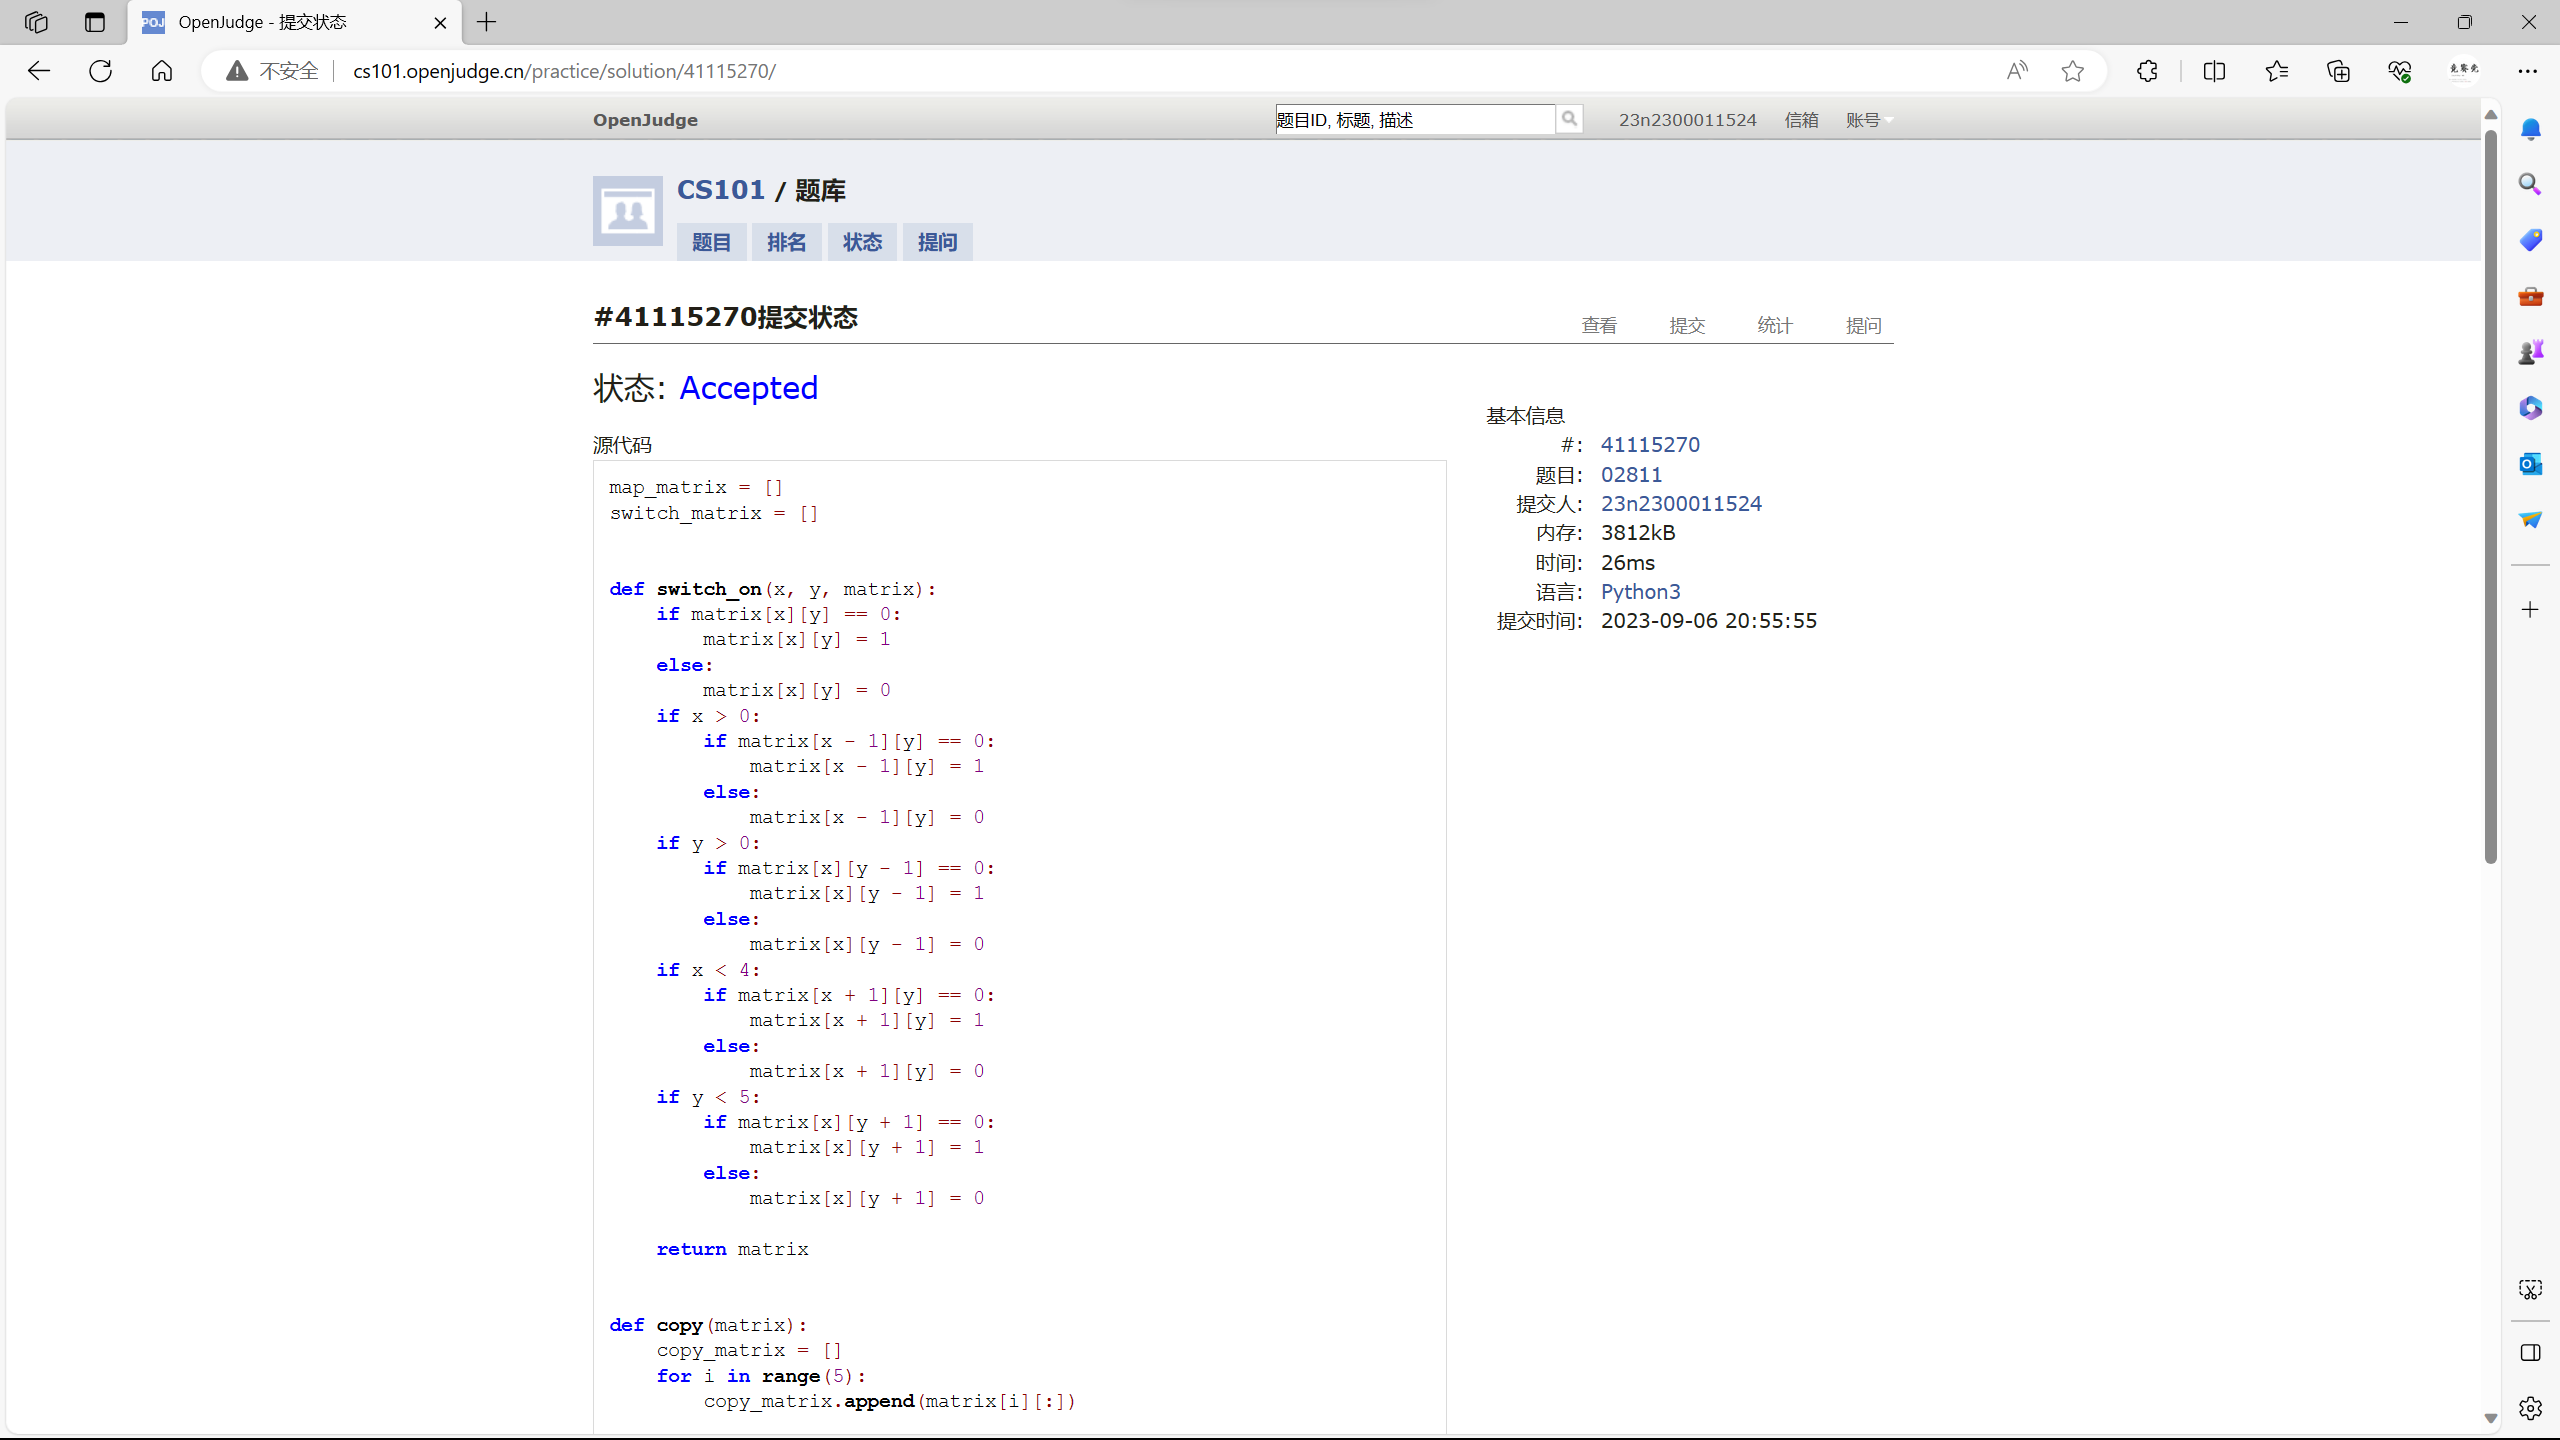 POJ OpenJudge - 提交状态
不安全 cs101.openjudge.cn/practice/solution/41115270/
OpenJudge 题目ID, 标题, 描述 23n2300011524 信箱 账号
CS101 / 题库
题目 排名 状态 提问
#41115270提交状态 查看 提交 统计 提问
状态: Accepted
源代码
map_matrix = []
switch_matrix = []
def switch_on(x, y, matrix):
    if matrix[x][y] == 0:
        matrix[x][y] = 1
    else:
        matrix[x][y] = 0
    if x > 0:
        if matrix[x - 1][y] == 0:
            matrix[x - 1][y] = 1
        else:
            matrix[x - 1][y] = 0
    if y > 0:
        if matrix[x][y - 1] == 0:
            matrix[x][y - 1] = 1
        else:
            matrix[x][y - 1] = 0
    if x < 4:
        if matrix[x + 1][y] == 0:
            matrix[x + 1][y] = 1
        else:
            matrix[x + 1][y] = 0
    if y < 5:
        if matrix[x][y + 1] == 0:
            matrix[x][y + 1] = 1
        else:
            matrix[x][y + 1] = 0
    return matrix
def copy(matrix):
    copy_matrix = []
    for i in range(5):
        copy_matrix.append(matrix[i][:])
基本信息
#: 41115270
题目: 02811
提交人: 23n2300011524
内存: 3812kB
时间: 26ms
语言: Python3
提交时间: 2023-09-06 20:55:55